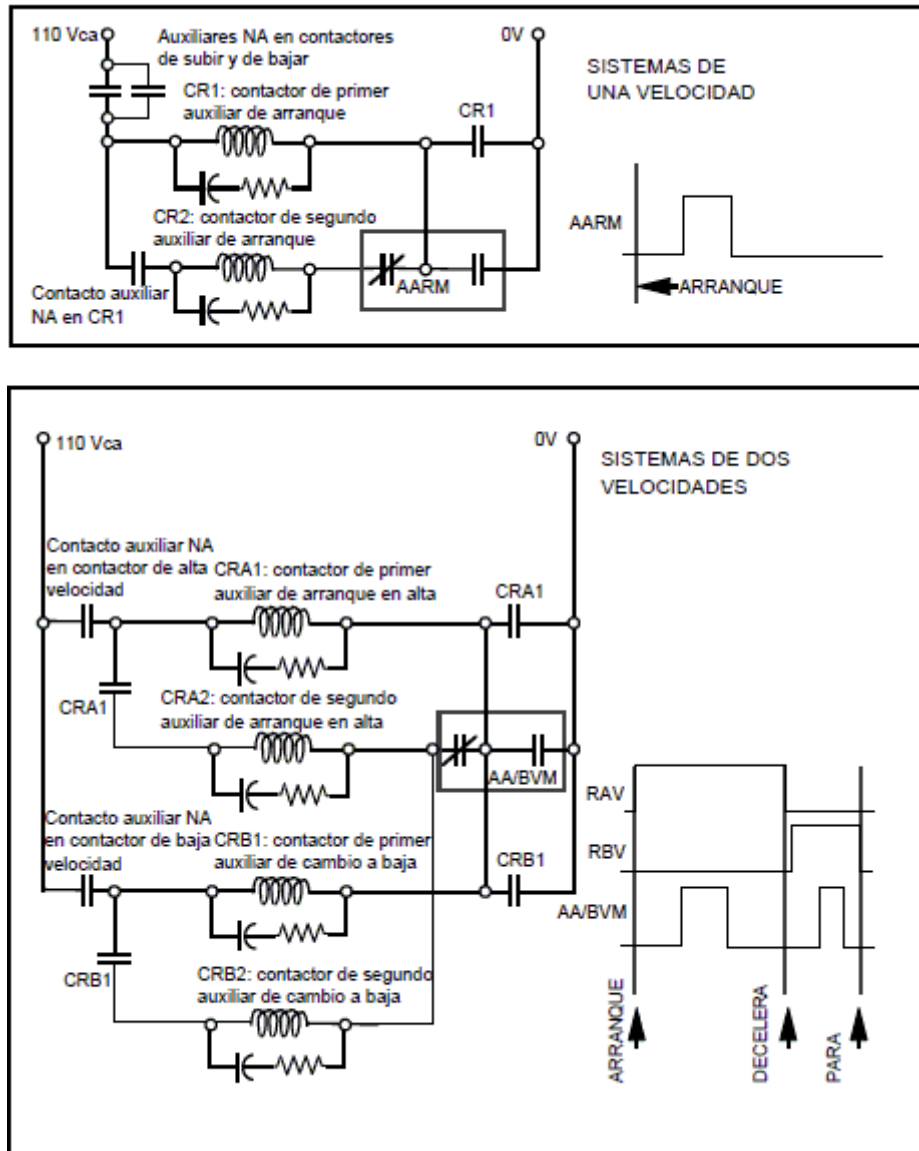 110 Vca
Auxiliares NA en contactores
de subir y de bajar
0V
SISTEMAS DE
UNA VELOCIDAD
CR1: contactor de primer
auxiliar de arranque
CR1
CR2: contactor de segundo
auxiliar de arranque
AARM
Contacto auxiliar
NA en CR1
AARM
ARRANQUE
110 Vca
0V
SISTEMAS DE DOS
VELOCIDADES
Contacto auxiliar NA
en contactor de alta
velocidad
CRA1: contactor de primer
auxiliar de arranque en alta
CRA1
CRA1
CRA2: contactor de segundo
auxiliar de arranque en alta
AA/BVM
Contacto auxiliar NA
en contactor de baja
velocidad
CRB1: contactor de primer
auxiliar de cambio a baja
CRB1
CRB1
CRB2: contactor de segundo
auxiliar de cambio a baja
RAV
RBV
AA/BVM
ARRANQUE
DECELERA
PARA